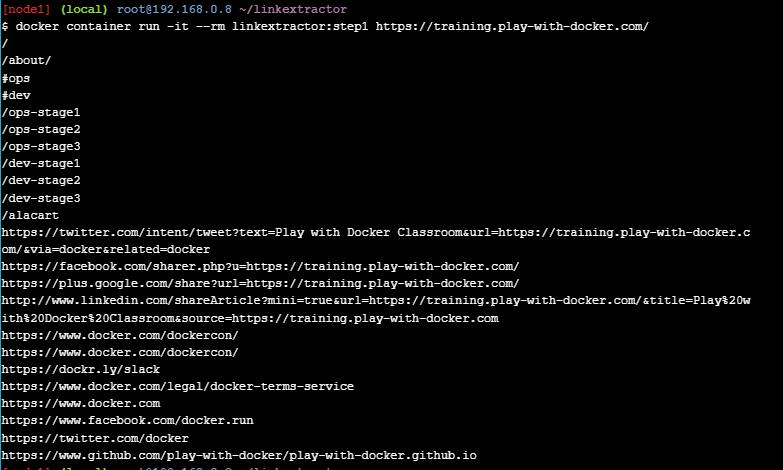 [node1] (local) root@192.168.0.8 ~/linkextractor
$ docker container run -it --rm linkextractor:step1 https://training.play-with-docker.com/
/
/about/
#ops
#dev
/ops-stage1
/ops-stage2
/ops-stage3
/dev-stage1
/dev-stage2
/dev-stage3
/alacart
https://twitter.com/intent/tweet?text=Play with Docker Classroom&url=https://training.play-with-docker.c
om/&via=docker&related=docker
https://facebook.com/sharer.php?u=https://training.play-with-docker.com/
https://plus.google.com/share?url=https://training.play-with-docker.com/
http://www.linkedin.com/shareArticle?mini=true&url=https://training.play-with-docker.com/&title=Play%20w
ith%20Docker%20Classroom&source=https://training.play-with-docker.com
https://www.docker.com/dockercon/
https://www.docker.com/dockercon/
https://dockr.ly/slack
https://www.docker.com/legal/docker-terms-service
https://www.docker.com
https://www.facebook.com/docker.run
https://twitter.com/docker
https://www.github.com/play-with-docker/play-with-docker.github.io